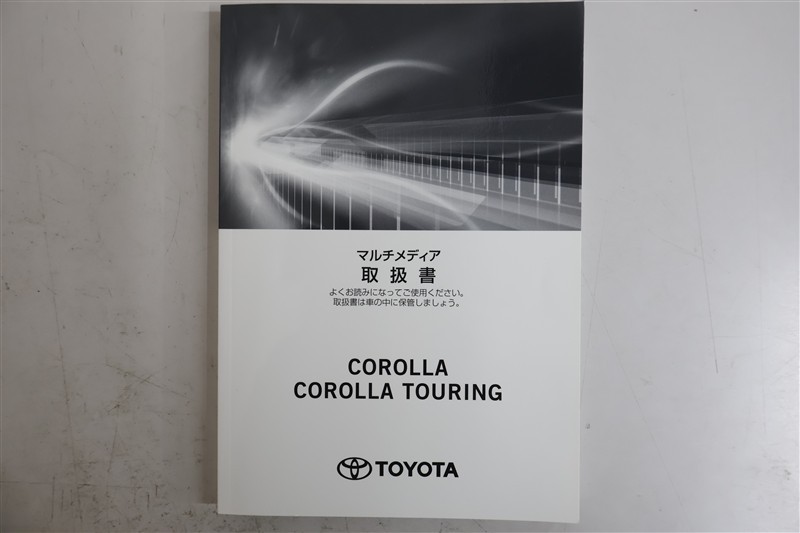 マルチメディア
取扱書
よくお読みになってご使用ください。
取扱書は車の中に保管しましょう。
COROLLA
COROLLA TOURING
TOYOTA